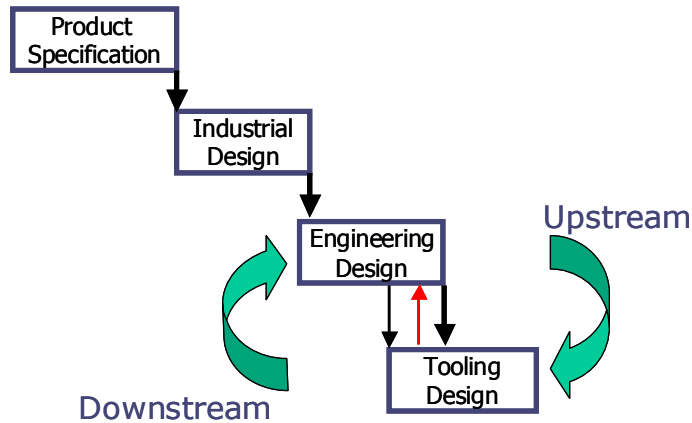 Product
Specification
Industrial
Design
Engineering
Design
Upstream
Tooling
Design
Downstream